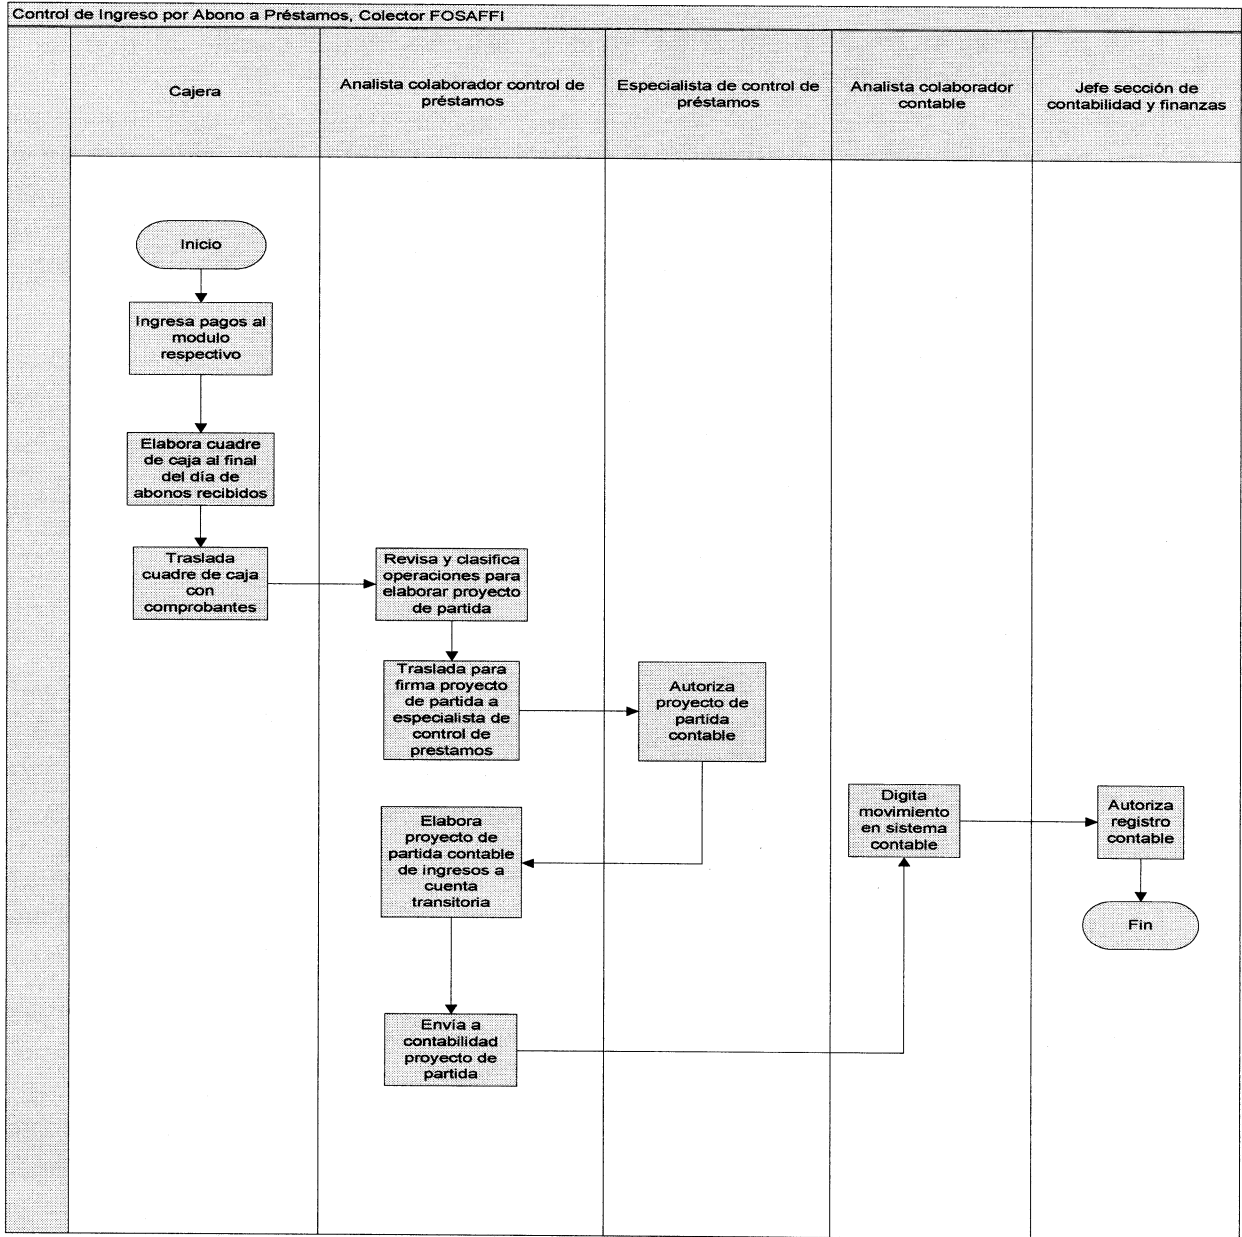 Control de Ingreso por Abono a Préstamos, Colector FOSAFFI
Cajera
Analista colaborador control de
préstamos
Especialista de control de
préstamos
Analista colaborador
contable
Jefe sección de
contabilidad y finanzas
Inicio
Ingresa pagos al
modulo
respectivo
Elabora cuadre
de caja al final
del día de
abonos recibidos
Traslada
cuadre de caja
con
comprobantes
Revisa y clasifica
operaciones para
elaborar proyecto
de partida
Traslada para
firma proyecto
de partida a
especialista de
control de
prestamos
Autoriza
proyecto de
partida
contable
Elabora
proyecto de
partida contable
de ingresos a
cuenta
transitoria
Envía a
contabilidad
proyecto de
partida
Digita
movimiento
en sistema
contable
Autoriza
registro
contable
Fin